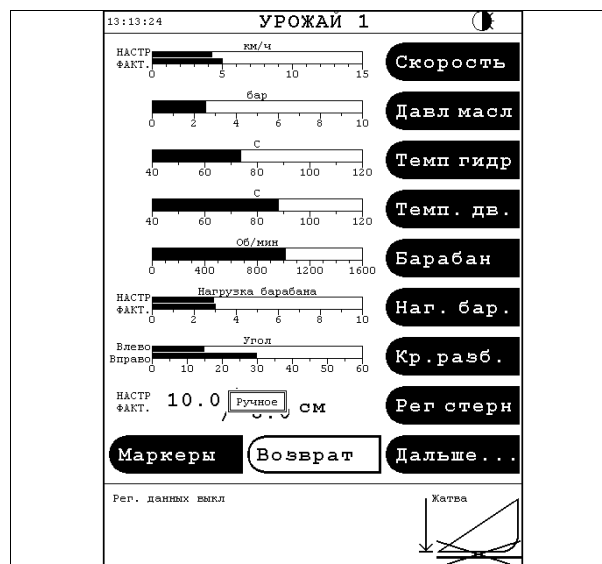 13:13:24 УРОЖАЙ 1
км/ч
НАСТР
ФАКТ.
0 5 10 15
Скорость
бар
0 2 4 6 8 10
Давл масл
С
40 60 80 100 120
Темп гидр
С
40 60 80 100 120
Темп. дв.
Об/мин
0 400 800 1200 1600
Барабан
Нагрузка барабана
НАСТР
ФАКТ.
0 2 4 6 8 10
Наг. бар.
Угол
Влево
Вправо
0 10 20 30 40 50 60
Кр.разб.
НАСТР
ФАКТ.
10.0 Ручное см
Рег стерн
Маркеры Возврат Дальше...
Рег. данных выкл
Жатва